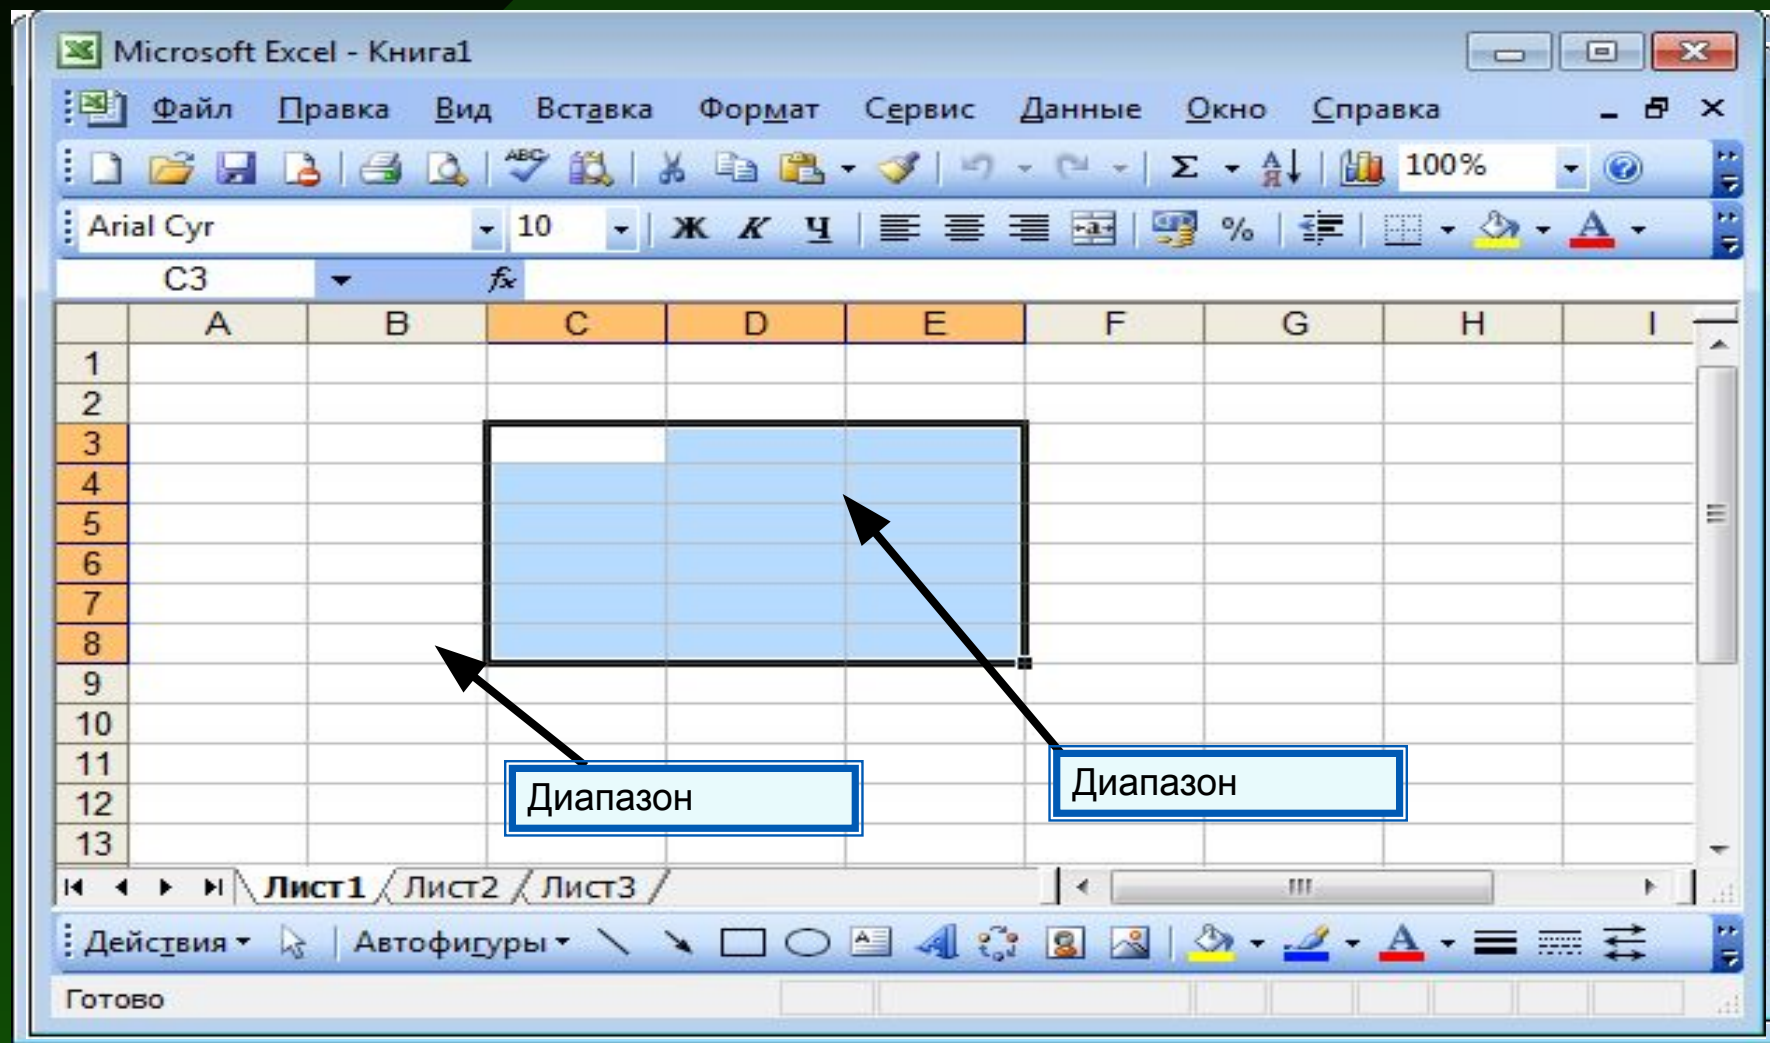 Microsoft Excel - Книга1
Файл Правка Вид Вставка Формат Сервис Данные Окно Справка
ABC Σ А Я 100%
Arial Cyr 10 Ж К Ч a % А
C3 fx
A B C D E F G H I
1
2
3
4
5
6
7
8
9
10
11
12
13
Диапазон
Диапазон
Лист1 Лист2 Лист3
Действия Автофигуры A A A
Готово